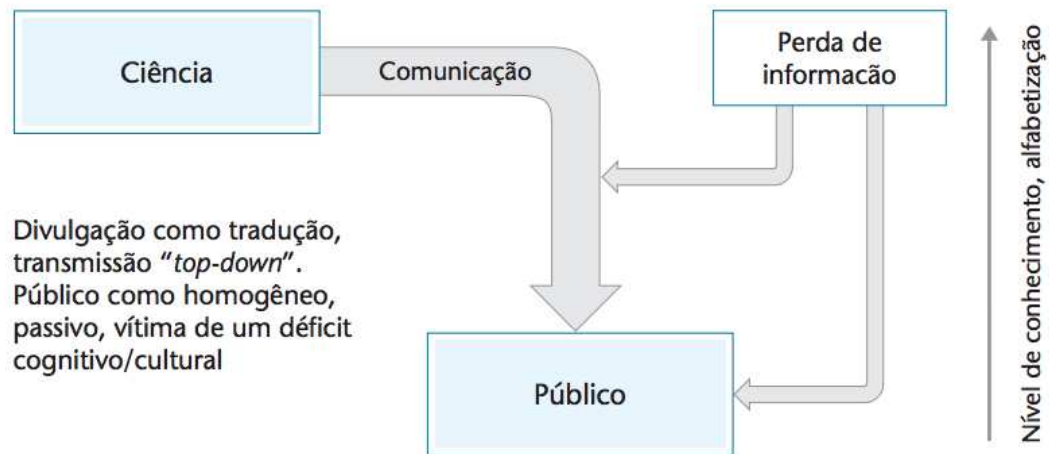 Ciência
Comunicação
Perda de
informacão
Divulgação como tradução,
transmissão “top-down”.
Público como homogêneo,
passivo, vítima de um déficit
cognitivo/cultural
Público
Nível de conhecimento, alfabetização